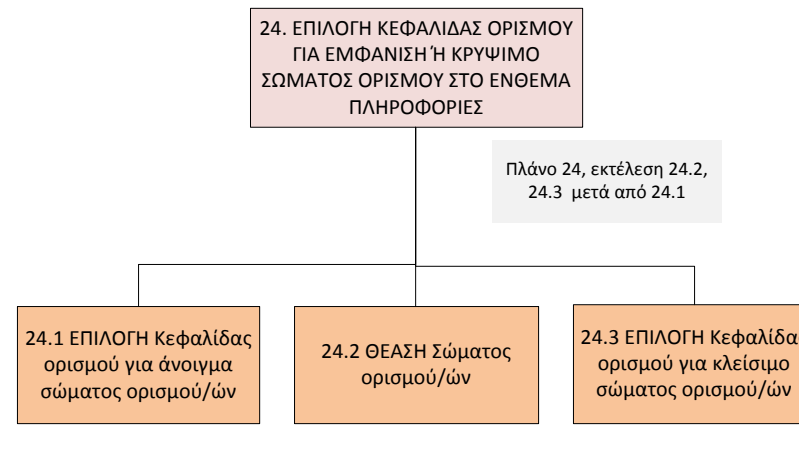 24. ΕΠΙΛΟΓΗ ΚΕΦΑΛΙΔΑΣ ΟΡΙΣΜΟΥ
ΓΙΑ ΕΜΦΑΝΙΣΗ Ή ΚΡΥΨΙΜΟ
ΣΩΜΑΤΟΣ ΟΡΙΣΜΟΥ ΣΤΟ ΕΝΘΕΜΑ
ΠΛΗΡΟΦΟΡΙΕΣ
Πλάνο 24, εκτέλεση 24.2,
24.3 μετά από 24.1
24.1 ΕΠΙΛΟΓΗ Κεφαλίδας
ορισμού για άνοιγμα
σώματος ορισμού/ών
24.2 ΘΕΑΣΗ Σώματος
ορισμού/ών
24.3 ΕΠΙΛΟΓΗ Κεφαλίδα
ορισμού για κλείσιμο
σώματος ορισμού/ών